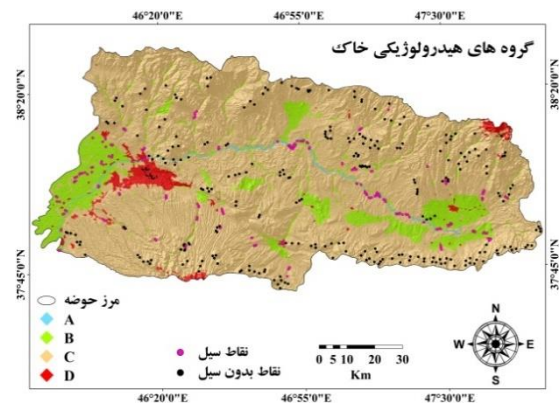 46°20'0"E 46°55'0"E 47°30'0"E
گروه های هیدرولوژیکی خاک
38°20'0"N
38°20'0"N
37°45'0"N
37°45'0"N
مرز حوضه
A
B
C
D
نقاط سیل
نقاط بدون سیل
0 5 10 20 30
Km
N
W E
S
46°20'0"E 46°55'0"E 47°30'0"E